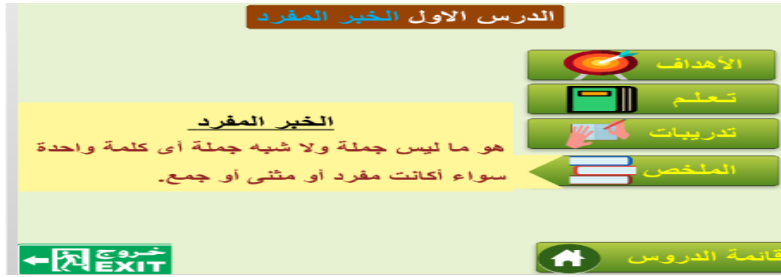 الدرس الاول الخبر المفرد
الأهداف
تعلم
تدريبات
الملخص
الخبر المفرد
هو ما ليس جملة ولا شبه جملة أى كلمة واحدة
سواء أكانت مفرد أو مثنى أو جمع.
قائمة الدروس
خروج
EXIT